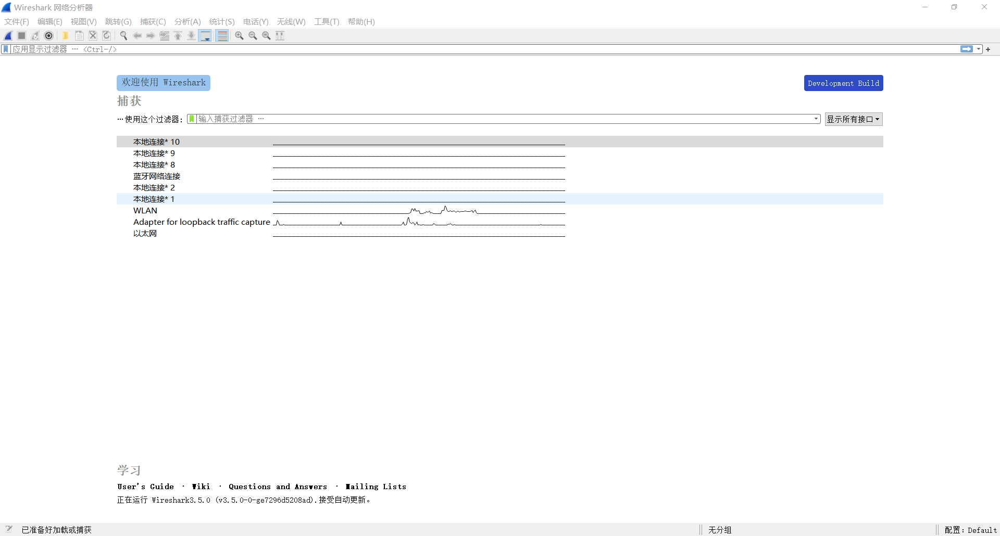 Wireshark 网络分析器
文件(F) 编辑(E) 视图(V) 跳转(G) 捕获(C) 分析(A) 统计(S) 电话(Y) 无线(W) 工具(T) 帮助(H)
应用显示过滤器 … <Ctrl-/>
欢迎使用 Wireshark
Development Build
捕获
…使用这个过滤器: 输入捕获过滤器 … 显示所有接口
本地连接* 10
本地连接* 9
本地连接* 8
蓝牙网络连接
本地连接* 2
本地连接* 1
WLAN
Adapter for loopback traffic capture
以太网
学习
User's Guide · Wiki · Questions and Answers · Mailing Lists
正在运行 Wireshark3.5.0 (v3.5.0-0-ge7296d5208ad).接受自动更新。
已准备好加载或捕获 无分组 配置: Default